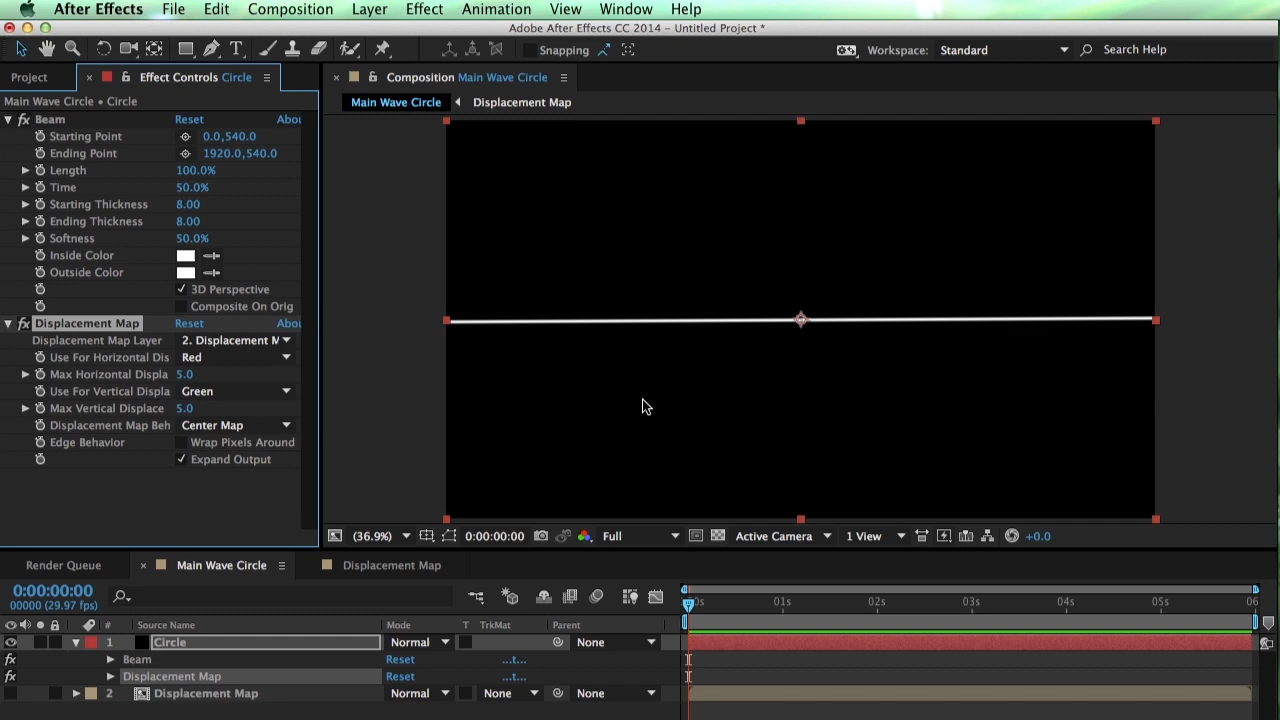 After Effects File Edit Composition Layer Effect Animation View Window Help
Adobe After Effects CC 2014 – Untitled Project *
Snapping Workspace: Standard Search Help
Project × Effect Controls Circle × Composition Main Wave Circle
Main Wave Circle • Circle
Main Wave Circle Displacement Map
fx Beam Reset Abou
Starting Point 0.0,540.0
Ending Point 1920.0,540.0
Length 100.0%
Time 50.0%
Starting Thickness 8.00
Ending Thickness 8.00
Softness 50.0%
Inside Color
Outside Color
3D Perspective
Composite On Orig
fx Displacement Map Reset Abou
Displacement Map Layer 2. Displacement M
Use For Horizontal Dis Red
Max Horizontal Displa 5.0
Use For Vertical Displa Green
Max Vertical Displace 5.0
Displacement Map Beh Center Map
Edge Behavior Wrap Pixels Around
Expand Output
(36.9%) 0:00:00:00 Full Active Camera 1 View +0.0
Render Queue × Main Wave Circle Displacement Map
0:00:00:00
00000 (29.97 fps)
0s 01s 02s 03s 04s 05s 06
# Source Name Mode T TrkMat Parent
1 Circle Normal None
fx Beam Reset ...t...
fx Displacement Map Reset ...t...
2 Displacement Map Normal None None